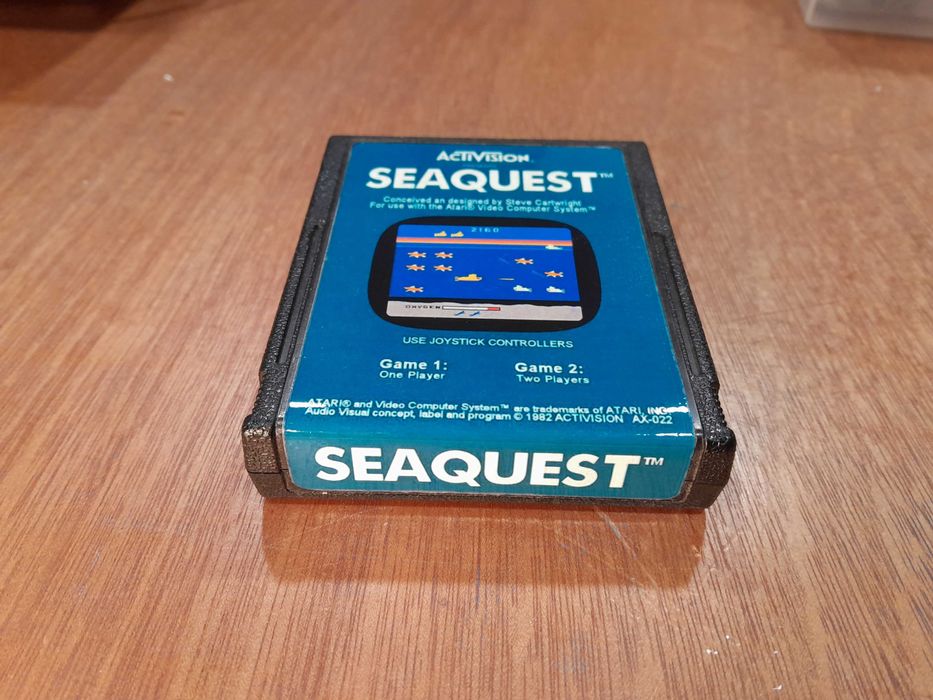 ACTIVISION.
SEAQUEST™
Conceived an designed by Steve Cartwright
For use with the Atari® Video Computer System™
2160
OXYGEN
USE JOYSTICK CONTROLLERS
Game 1:
One Player
Game 2:
Two Players
ATARI® and Video Computer System™ are trademarks of ATARI, INC.
Audio Visual concept, label and program © 1982 ACTIVISION AX-022
SEAQUEST™